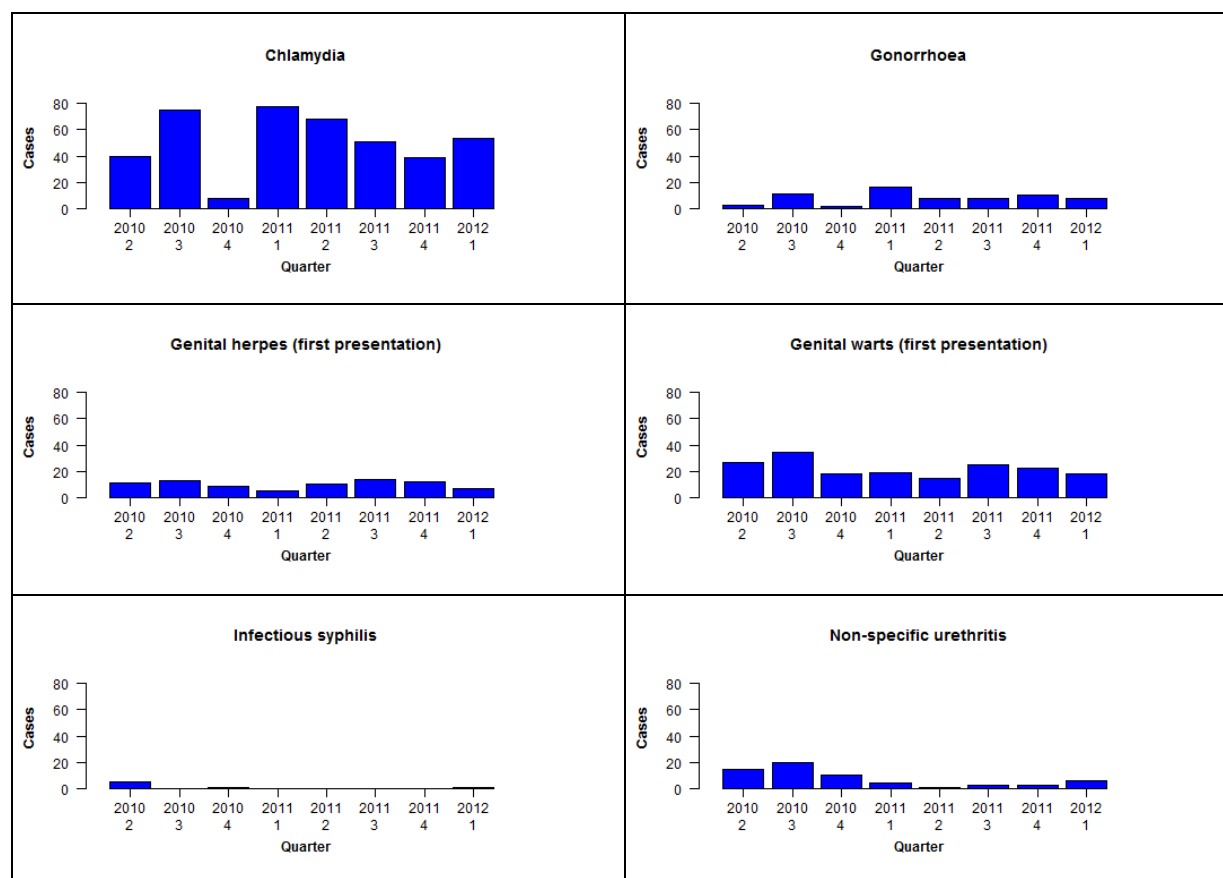 Chlamydia
Cases
80
60
40
20
0
2010 2010 2010 2011 2011 2011 2011 2012
2 3 4 1 2 3 4 1
Quarter
Gonorrhoea
Cases
80
60
40
20
0
2010 2010 2010 2011 2011 2011 2011 2012
2 3 4 1 2 3 4 1
Quarter
Genital herpes (first presentation)
Cases
80
60
40
20
0
2010 2010 2010 2011 2011 2011 2011 2012
2 3 4 1 2 3 4 1
Quarter
Genital warts (first presentation)
Cases
80
60
40
20
0
2010 2010 2010 2011 2011 2011 2011 2012
2 3 4 1 2 3 4 1
Quarter
Infectious syphilis
Cases
80
60
40
20
0
2010 2010 2010 2011 2011 2011 2011 2012
2 3 4 1 2 3 4 1
Quarter
Non-specific urethritis
Cases
80
60
40
20
0
2010 2010 2010 2011 2011 2011 2011 2012
2 3 4 1 2 3 4 1
Quarter